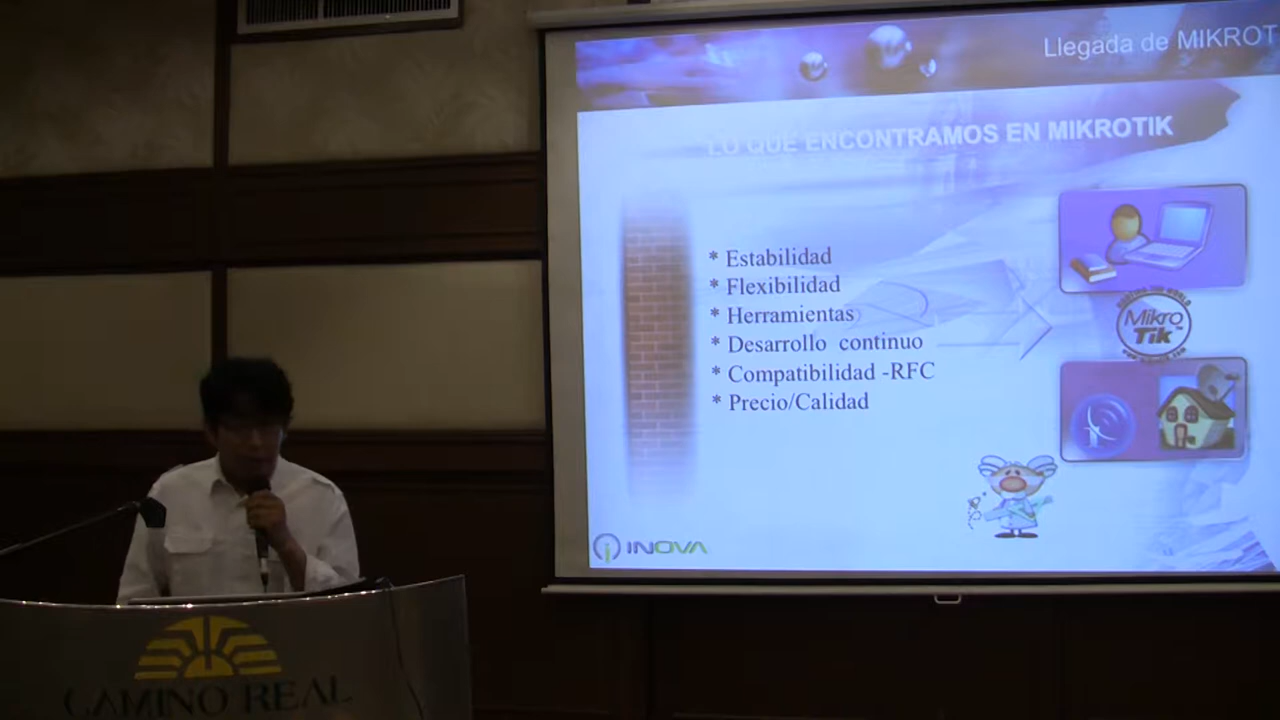 Llegada de MIKROT
LO QUE ENCONTRAMOS EN MIKROTIK
* Estabilidad
* Flexibilidad
* Herramientas
* Desarrollo continuo
* Compatibilidad -RFC
* Precio/Calidad
Mikro
Tik
INOVA
CAMINO REAL